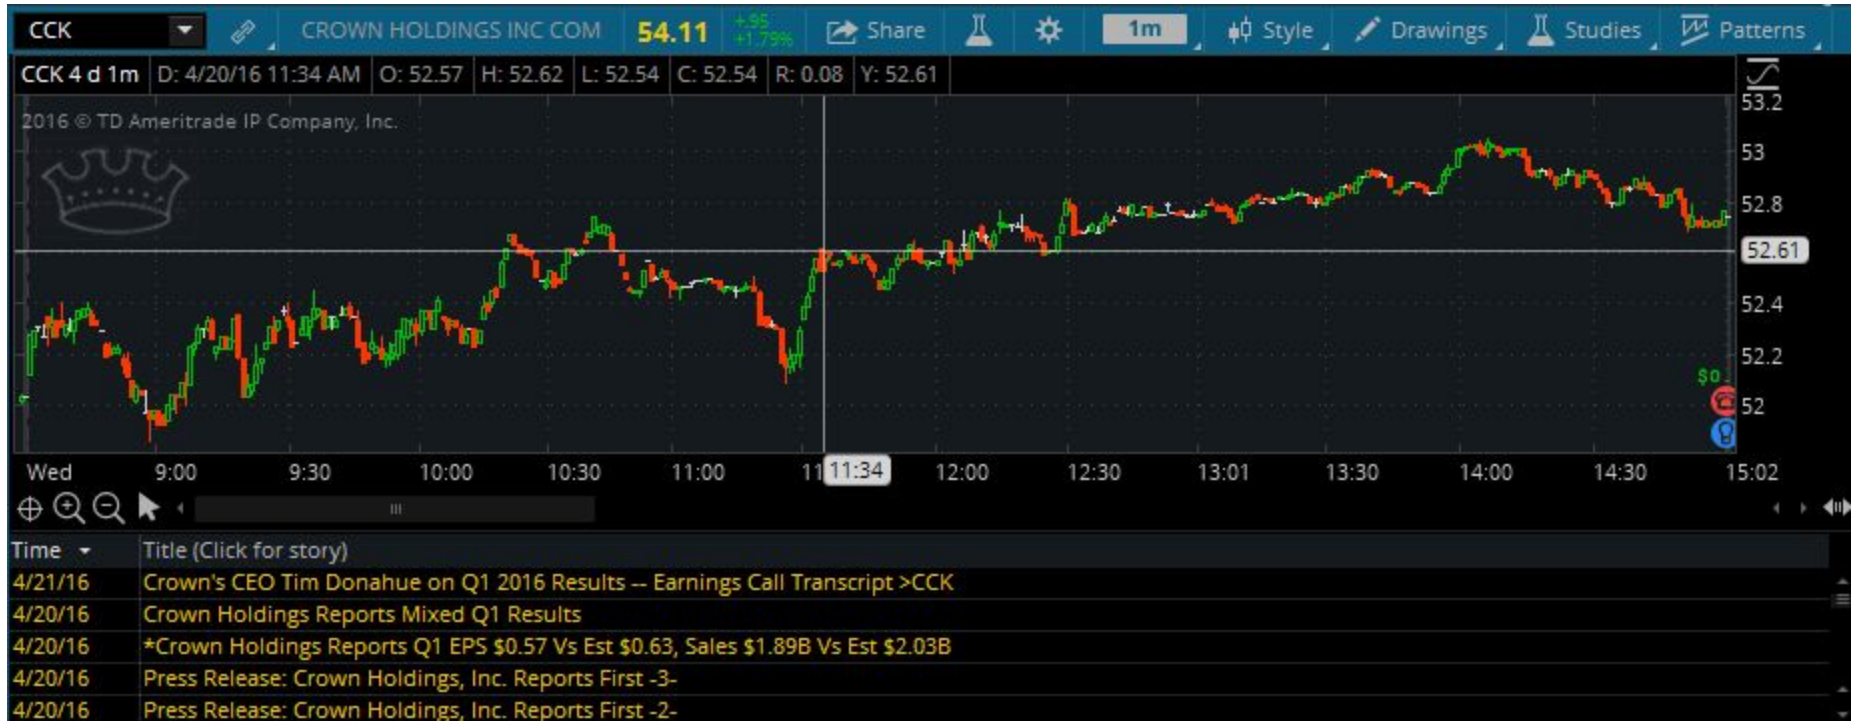 CCK CROWN HOLDINGS INC COM 54.11 +.95 +1.79% Share 1m Style Drawings Studies Patterns
CCK 4 d 1m D: 4/20/16 11:34 AM O: 52.57 H: 52.62 L: 52.54 C: 52.54 R: 0.08 Y: 52.61
2016 © TD Ameritrade IP Company, Inc.
53.2
53
52.8
52.61
52.4
52.2
$0
52
Wed 9:00 9:30 10:00 10:30 11:00 11 11:34 12:00 12:30 13:01 13:30 14:00 14:30 15:02
Time Title (Click for story)
4/21/16 Crown's CEO Tim Donahue on Q1 2016 Results -- Earnings Call Transcript >CCK
4/20/16 Crown Holdings Reports Mixed Q1 Results
4/20/16 *Crown Holdings Reports Q1 EPS $0.57 Vs Est $0.63, Sales $1.89B Vs Est $2.03B
4/20/16 Press Release: Crown Holdings, Inc. Reports First -3-
4/20/16 Press Release: Crown Holdings, Inc. Reports First -2-